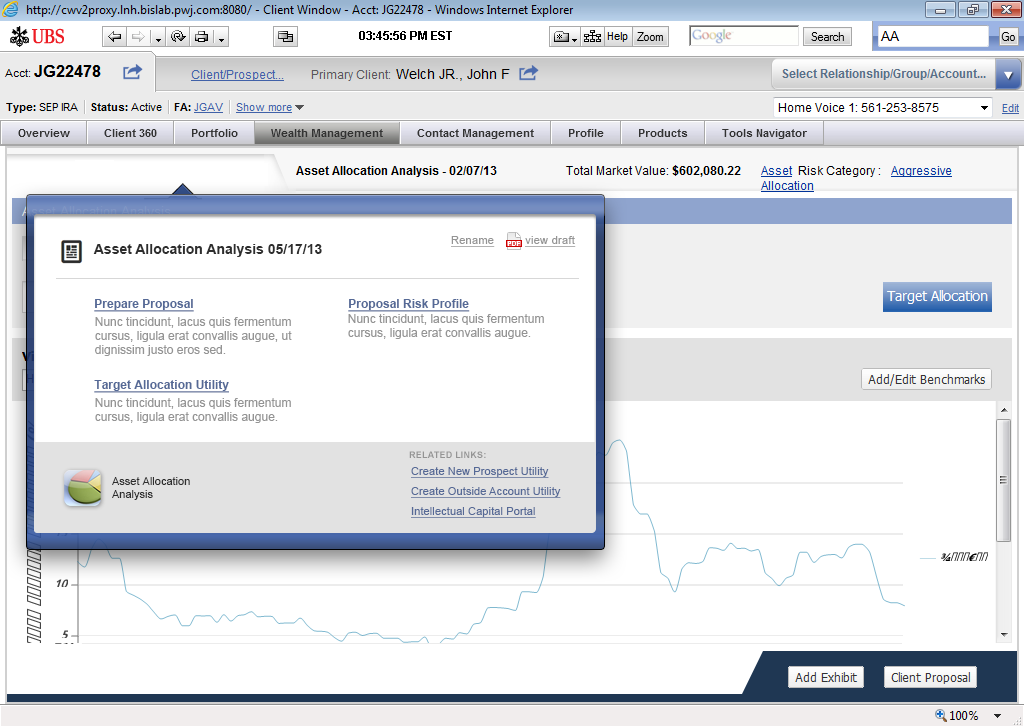 http://cwv2proxy.lnh.bislab.pwj.com:8080/ - Client Window - Acct: JG22478 - Windows Internet Explorer
UBS
03:45:56 PM EST
Help
Zoom
Google
Search
AA
Go
Acct: JG22478
Client/Prospect...
Primary Client: Welch JR., John F
Select Relationship/Group/Account...
Type: SEP IRA
Status: Active
FA: JGAV
Show more
Home Voice 1: 561-253-8575
Edit
Overview
Client 360
Portfolio
Wealth Management
Contact Management
Profile
Products
Tools Navigator
Asset Allocation Analysis - 02/07/13
Total Market Value: $602,080.22
Asset Allocation
Risk Category :
Aggressive
Asset Allocation Analysis 05/17/13
Rename
PDF
view draft
Prepare Proposal
Nunc tincidunt, lacus quis fermentum
cursus, ligula erat convallis augue, ut
dignissim justo eros sed.
Proposal Risk Profile
Nunc tincidunt, lacus quis fermentum
cursus, ligula erat convallis augue.
Target Allocation Utility
Nunc tincidunt, lacus quis fermentum
cursus, ligula erat convallis augue.
Asset Allocation
Analysis
RELATED LINKS:
Create New Prospect Utility
Create Outside Account Utility
Intellectual Capital Portal
Target Allocation
Add/Edit Benchmarks
10
5
Add Exhibit
Client Proposal
100%